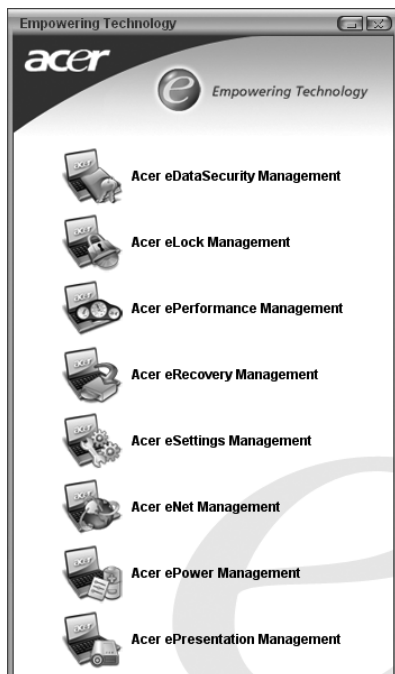 Empowering Technology
acer
e Empowering Technology
Acer eDataSecurity Management
Acer eLock Management
Acer ePerformance Management
Acer eRecovery Management
Acer eSettings Management
Acer eNet Management
Acer ePower Management
Acer ePresentation Management